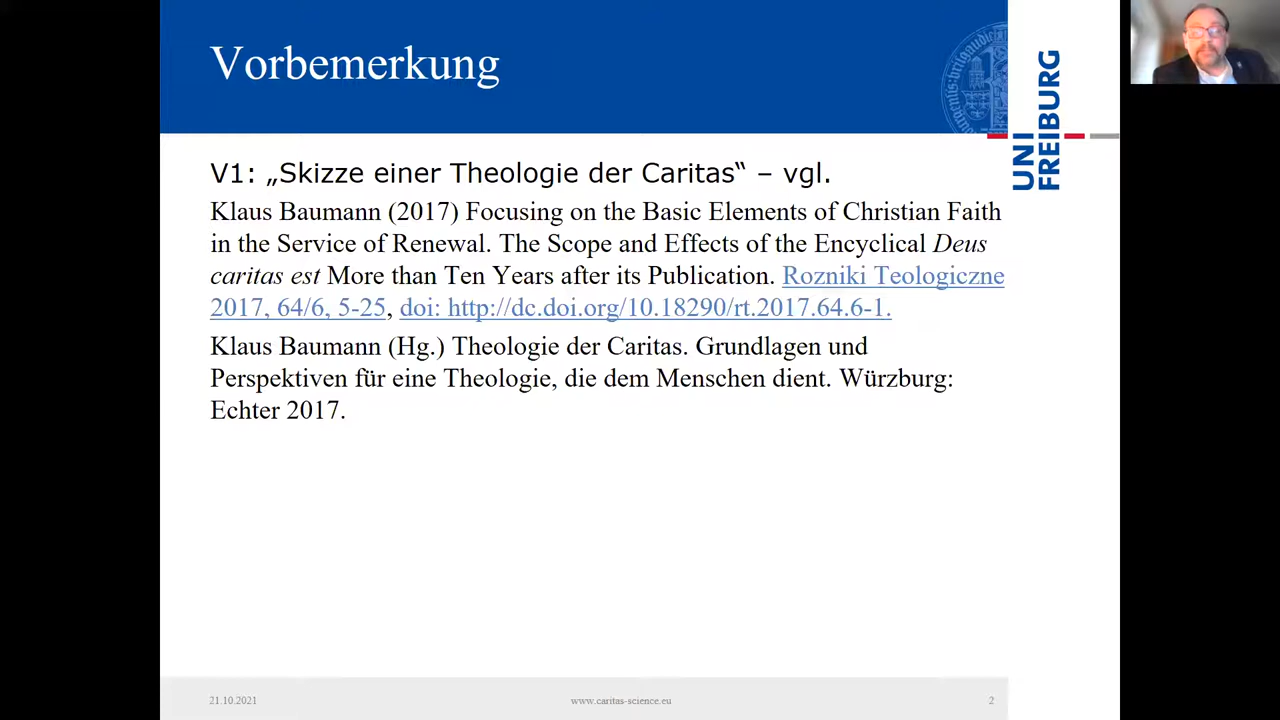 Vorbemerkung
UNI
FREIBURG
V1: „Skizze einer Theologie der Caritas“ – vgl.
Klaus Baumann (2017) Focusing on the Basic Elements of Christian Faith
in the Service of Renewal. The Scope and Effects of the Encyclical Deus
caritas est More than Ten Years after its Publication. Rozniki Teologiczne
2017, 64/6, 5-25, doi: http://dc.doi.org/10.18290/rt.2017.64.6-1.
Klaus Baumann (Hg.) Theologie der Caritas. Grundlagen und
Perspektiven für eine Theologie, die dem Menschen dient. Würzburg:
Echter 2017.
21.10.2021
www.caritas-science.eu
2